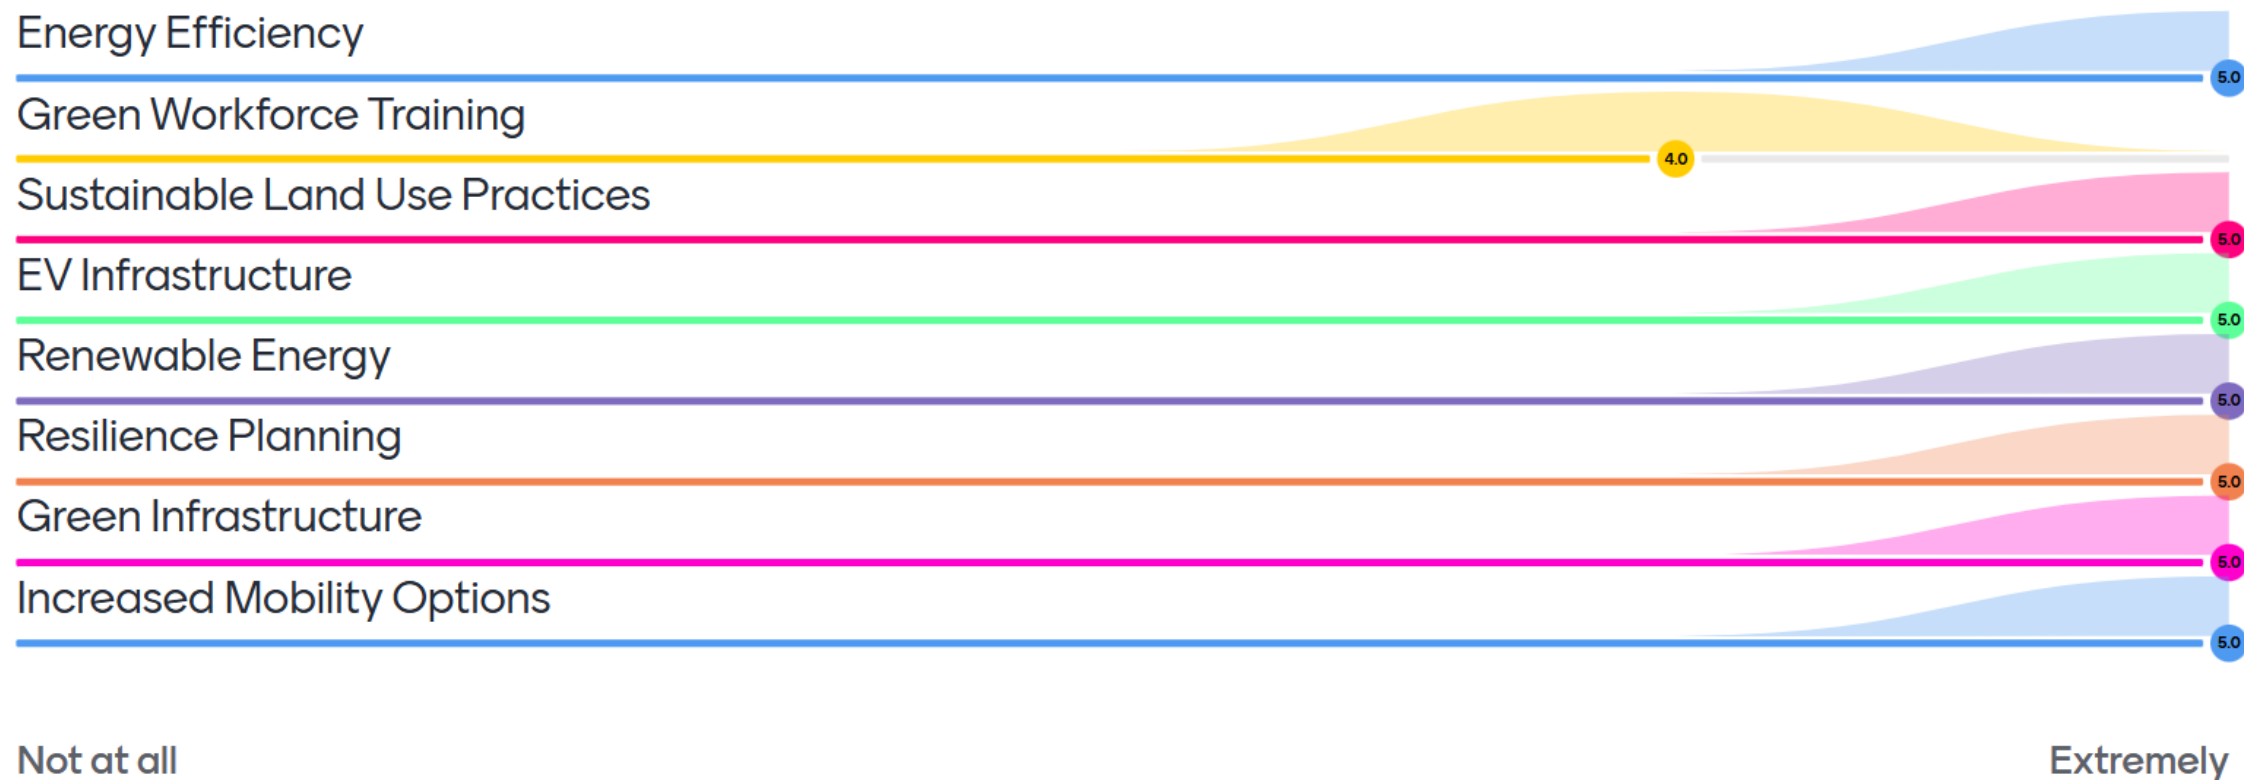 Energy Efficiency
5.0
Green Workforce Training
4.0
Sustainable Land Use Practices
5.0
EV Infrastructure
5.0
Renewable Energy
5.0
Resilience Planning
5.0
Green Infrastructure
5.0
Increased Mobility Options
5.0
Not at all
Extremely